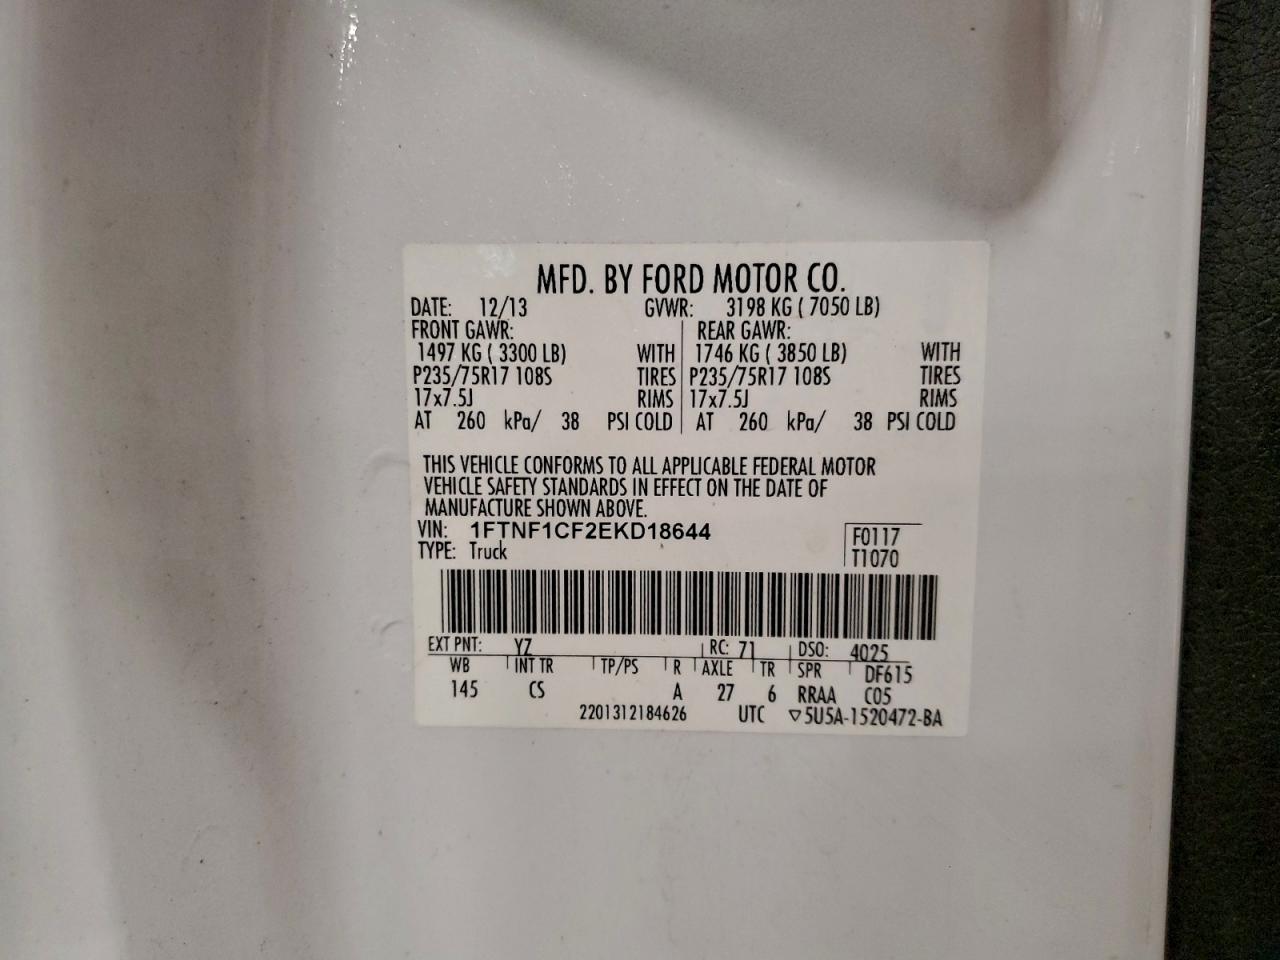 MFD. BY FORD MOTOR CO.
DATE: 12/13 GVWR: 3198 KG ( 7050 LB)
FRONT GAWR: REAR GAWR:
1497 KG ( 3300 LB) WITH 1746 KG ( 3850 LB) WITH
P235/75R17 108S TIRES P235/75R17 108S TIRES
17x7.5J RIMS 17x7.5J RIMS
AT 260 kPa/ 38 PSI COLD AT 260 kPa/ 38 PSI COLD
THIS VEHICLE CONFORMS TO ALL APPLICABLE FEDERAL MOTOR
VEHICLE SAFETY STANDARDS IN EFFECT ON THE DATE OF
MANUFACTURE SHOWN ABOVE.
VIN: 1FTNF1CF2EKD18644 F0117
TYPE: Truck T1070
EXT PNT: YZ RC: 71 DSO: 4025
WB INT TR TP/PS R AXLE TR SPR DF615
145 CS A 27 6 RRAA C05
2201312184626 UTC ▽5U5A-1520472-BA